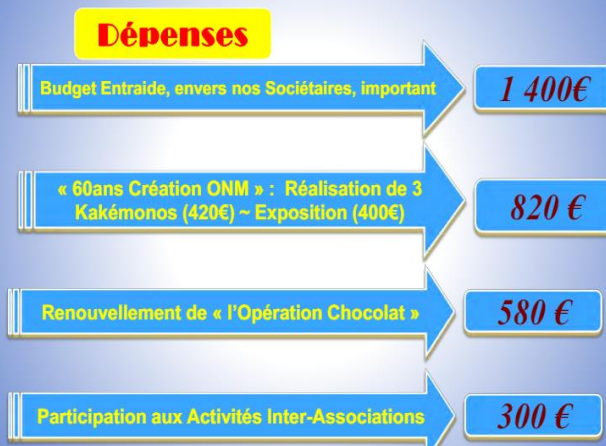 Dépenses
Budget Entraide, envers nos Sociétaires, important
1 400€
« 60ans Création ONM » : Réalisation de 3
Kakémonos (420€) ~ Exposition (400€)
820 €
Renouvellement de « l'Opération Chocolat »
580 €
Participation aux Activités Inter-Associations
300 €